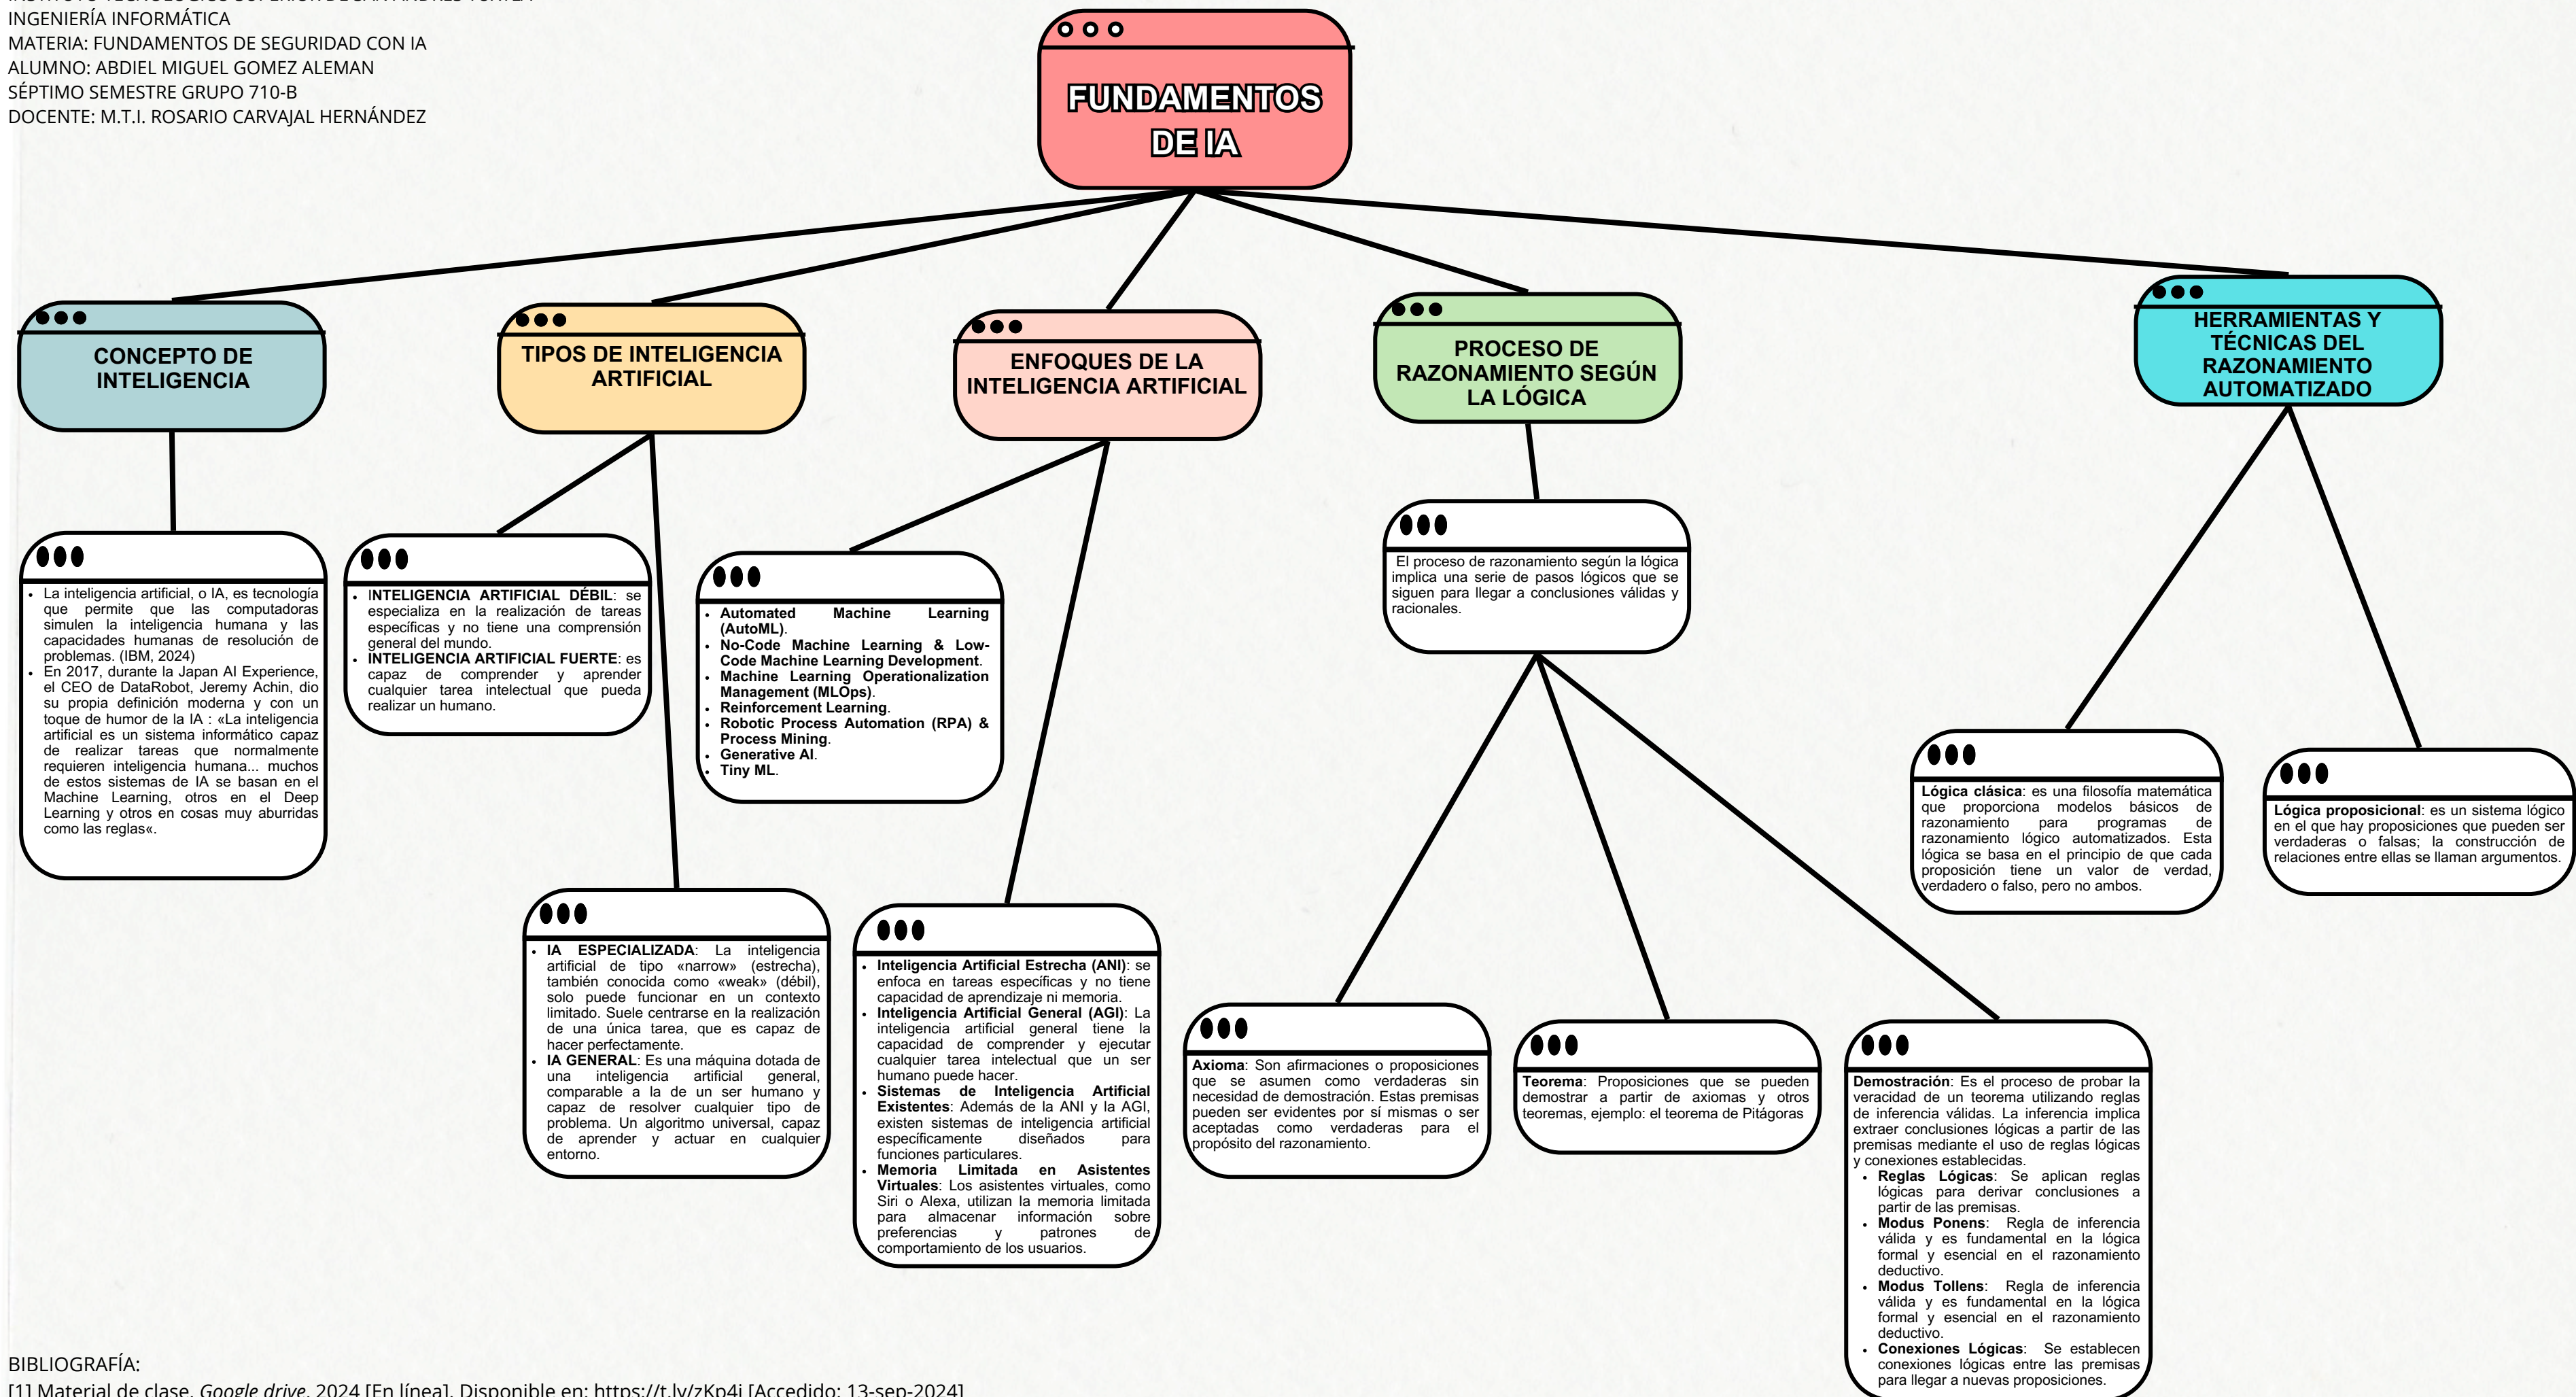 INGENIERÍA INFORMÁTICA
MATERIA: FUNDAMENTOS DE SEGURIDAD CON IA
ALUMNO: ABDIEL MIGUEL GOMEZ ALEMAN
SÉPTIMO SEMESTRE GRUPO 710-B
DOCENTE: M.T.I. ROSARIO CARVAJAL HERNÁNDEZ
FUNDAMENTOS
DE IA
CONCEPTO DE
INTELIGENCIA
TIPOS DE INTELIGENCIA
ARTIFICIAL
ENFOQUES DE LA
INTELIGENCIA ARTIFICIAL
PROCESO DE
RAZONAMIENTO SEGÚN
LA LÓGICA
HERRAMIENTAS Y
TÉCNICAS DEL
RAZONAMIENTO
AUTOMATIZADO
• La inteligencia artificial, o IA, es tecnología
que permite que las computadoras
simulen la inteligencia humana y las
capacidades humanas de resolución de
problemas. (IBM, 2024)
• En 2017, durante la Japan AI Experience,
el CEO de DataRobot, Jeremy Achin, dio
su propia definición moderna y con un
toque de humor de la IA : «La inteligencia
artificial es un sistema informático capaz
de realizar tareas que normalmente
requieren inteligencia humana... muchos
de estos sistemas de IA se basan en el
Machine Learning, otros en el Deep
Learning y otros en cosas muy aburridas
como las reglas«.
• INTELIGENCIA ARTIFICIAL DÉBIL: se
especializa en la realización de tareas
específicas y no tiene una comprensión
general del mundo.
• INTELIGENCIA ARTIFICIAL FUERTE: es
capaz de comprender y aprender
cualquier tarea intelectual que pueda
realizar un humano.
• Automated Machine Learning
(AutoML).
• No-Code Machine Learning & Low-
Code Machine Learning Development.
• Machine Learning Operationalization
Management (MLOps).
• Reinforcement Learning.
• Robotic Process Automation (RPA) &
Process Mining.
• Generative AI.
• Tiny ML.
El proceso de razonamiento según la lógica
implica una serie de pasos lógicos que se
siguen para llegar a conclusiones válidas y
racionales.
Lógica clásica: es una filosofía matemática
que proporciona modelos básicos de
razonamiento para programas de
razonamiento lógico automatizados. Esta
lógica se basa en el principio de que cada
proposición tiene un valor de verdad,
verdadero o falso, pero no ambos.
Lógica proposicional: es un sistema lógico
en el que hay proposiciones que pueden ser
verdaderas o falsas; la construcción de
relaciones entre ellas se llaman argumentos.
• IA ESPECIALIZADA: La inteligencia
artificial de tipo «narrow» (estrecha),
también conocida como «weak» (débil),
solo puede funcionar en un contexto
limitado. Suele centrarse en la realización
de una única tarea, que es capaz de
hacer perfectamente.
• IA GENERAL: Es una máquina dotada de
una inteligencia artificial general,
comparable a la de un ser humano y
capaz de resolver cualquier tipo de
problema. Un algoritmo universal, capaz
de aprender y actuar en cualquier
entorno.
• Inteligencia Artificial Estrecha (ANI): se
enfoca en tareas específicas y no tiene
capacidad de aprendizaje ni memoria.
• Inteligencia Artificial General (AGI): La
inteligencia artificial general tiene la
capacidad de comprender y ejecutar
cualquier tarea intelectual que un ser
humano puede hacer.
• Sistemas de Inteligencia Artificial
Existentes: Además de la ANI y la AGI,
existen sistemas de inteligencia artificial
específicamente diseñados para
funciones particulares.
• Memoria Limitada en Asistentes
Virtuales: Los asistentes virtuales, como
Siri o Alexa, utilizan la memoria limitada
para almacenar información sobre
preferencias y patrones de
comportamiento de los usuarios.
Axioma: Son afirmaciones o proposiciones
que se asumen como verdaderas sin
necesidad de demostración. Estas premisas
pueden ser evidentes por sí mismas o ser
aceptadas como verdaderas para el
propósito del razonamiento.
Teorema: Proposiciones que se pueden
demostrar a partir de axiomas y otros
teoremas, ejemplo: el teorema de Pitágoras
Demostración: Es el proceso de probar la
veracidad de un teorema utilizando reglas
de inferencia válidas. La inferencia implica
extraer conclusiones lógicas a partir de las
premisas mediante el uso de reglas lógicas
y conexiones establecidas.
• Reglas Lógicas: Se aplican reglas
lógicas para derivar conclusiones a
partir de las premisas.
• Modus Ponens: Regla de inferencia
válida y es fundamental en la lógica
formal y esencial en el razonamiento
deductivo.
• Modus Tollens: Regla de inferencia
válida y es fundamental en la lógica
formal y esencial en el razonamiento
deductivo.
• Conexiones Lógicas: Se establecen
conexiones lógicas entre las premisas
para llegar a nuevas proposiciones.
BIBLIOGRAFÍA:
[1] Material de clase, Google drive, 2024 [En línea]. Disponible en: https://t.ly/zKp4j [Accedido: 13-sep-2024]